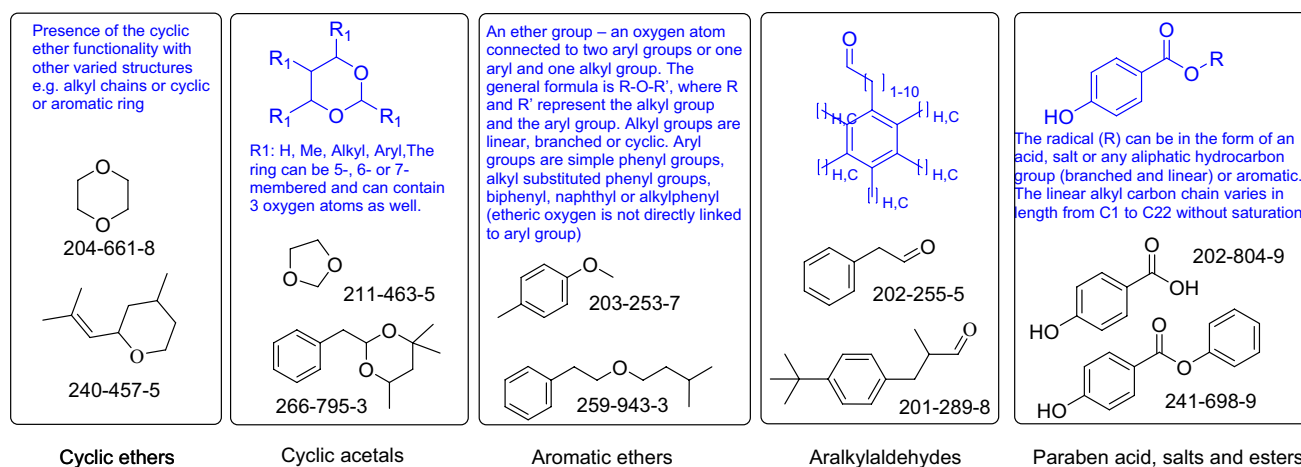 Presence of the cyclic
ether functionality with
other varied structures
e.g. alkyl chains or cyclic
or aromatic ring
O
O
204-661-8
O
240-457-5
Cyclic ethers
R1
R1
R1
R1
O
O
R1: H, Me, Alkyl, Aryl,The
ring can be 5-, 6- or 7-
membered and can contain
3 oxygen atoms as well.
O
O
211-463-5
O
O
266-795-3
Cyclic acetals
An ether group – an oxygen atom
connected to two aryl groups or one
aryl and one alkyl group. The
general formula is R-O-R’, where R
and R’ represent the alkyl group
and the aryl group. Alkyl groups are
linear, branched or cyclic. Aryl
groups are simple phenyl groups,
alkyl substituted phenyl groups,
biphenyl, naphthyl or alkylphenyl
(etheric oxygen is not directly linked
to aryl group)
O
203-253-7
O
259-943-3
Aromatic ethers
O
[ ]
1-10
[ ] H,C
[ ] H,C
[ ] H,C
[ ] H,C
[ ] H,C
O
202-255-5
O
201-289-8
Aralkylaldehydes
O
O
R
HO
The radical (R) can be in the form of an
acid, salt or any aliphatic hydrocarbon
group (branched and linear) or aromatic.
The linear alkyl carbon chain varies in
length from C1 to C22 without saturation
O
OH
HO
202-804-9
O
O
HO
241-698-9
Paraben acid, salts and esters